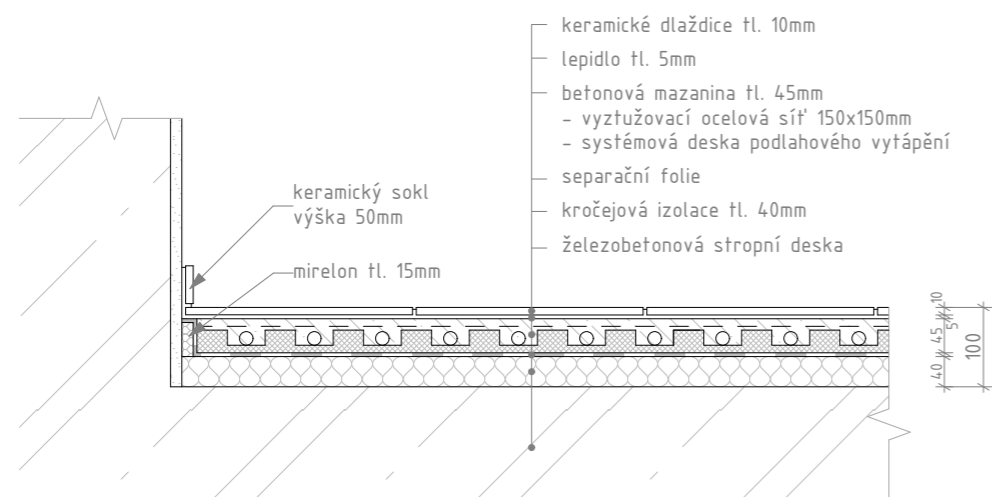 keramické dlaždice tl. 10mm
lepidlo tl. 5mm
betonová mazanina tl. 45mm
- vyztužovací ocelová síť 150x150mm
- systémová deska podlahového vytápění
separační folie
kročejová izolace tl. 40mm
železobetonová stropní deska
keramický sokl
výška 50mm
mirelon tl. 15mm
10
5
45
40
100